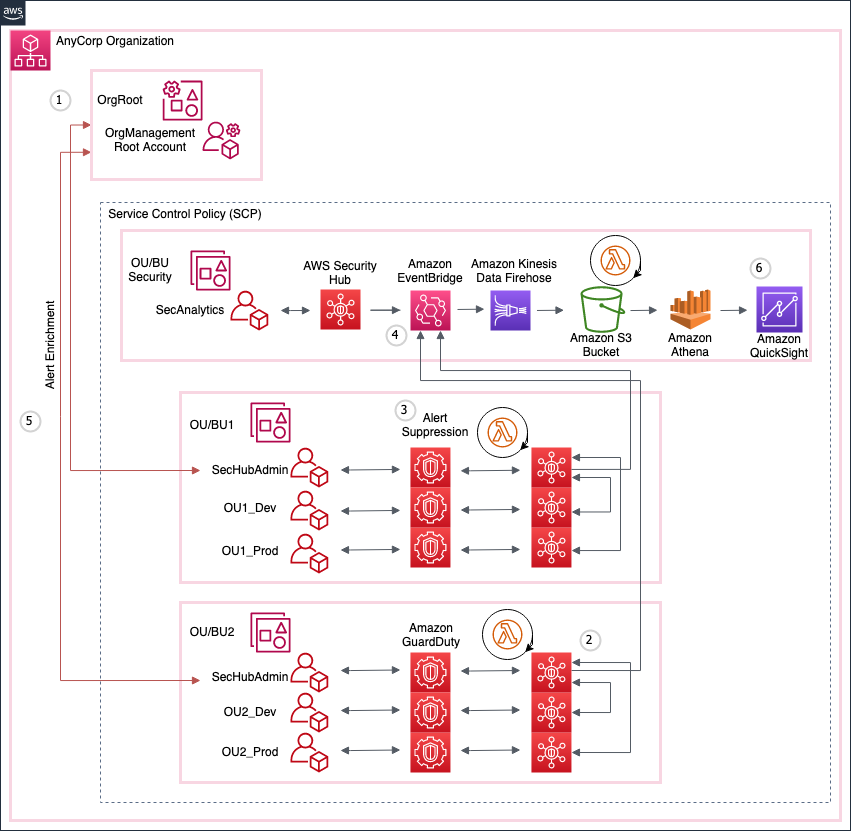 aws
AnyCorp Organization
1
OrgRoot
OrgManagement
Root Account
Service Control Policy (SCP)
OU/BU
Security
SecAnalytics
AWS Security
Hub
Amazon
EventBridge
Amazon Kinesis
Data Firehose
Amazon S3
Bucket
Amazon
Athena
6
Amazon
QuickSight
4
Alert Enrichment
5
OU/BU1
3
Alert
Suppression
SecHubAdmin
OU1_Dev
OU1_Prod
OU/BU2
Amazon
GuardDuty
2
SecHubAdmin
OU2_Dev
OU2_Prod